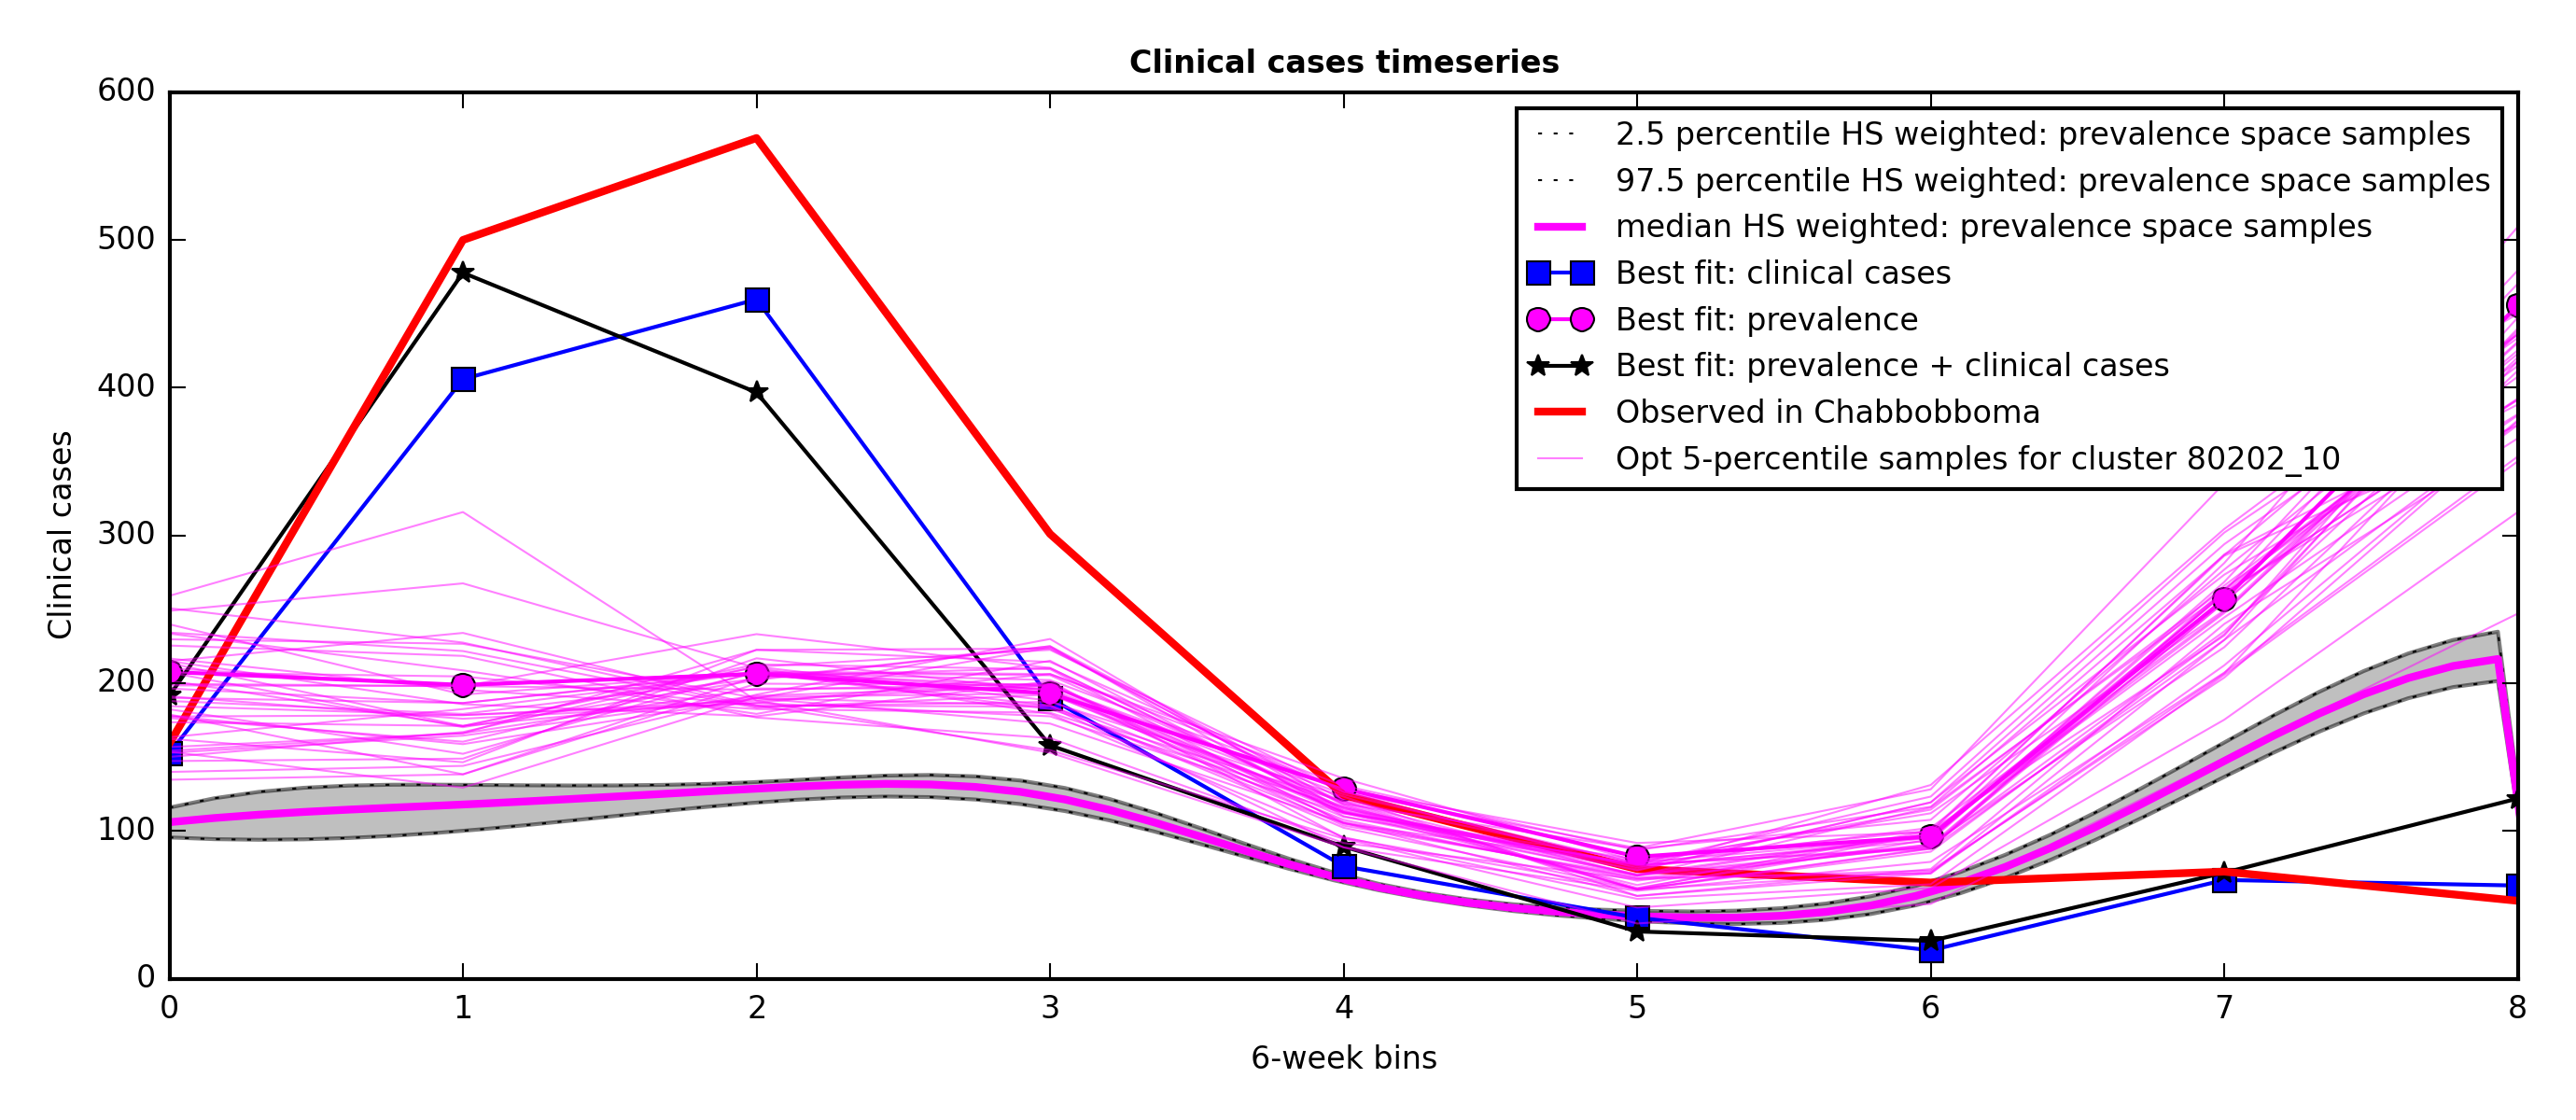 Clinical cases timeseries
600
500
400
300
200
100
0
Clinical cases
2.5 percentile HS weighted: prevalence space samples
97.5 percentile HS weighted: prevalence space samples
median HS weighted: prevalence space samples
Best fit: clinical cases
Best fit: prevalence
Best fit: prevalence + clinical cases
Observed in Chabbobboma
Opt 5-percentile samples for cluster 80202_10
0 1 2 3 4 5 6 7 8
6-week bins